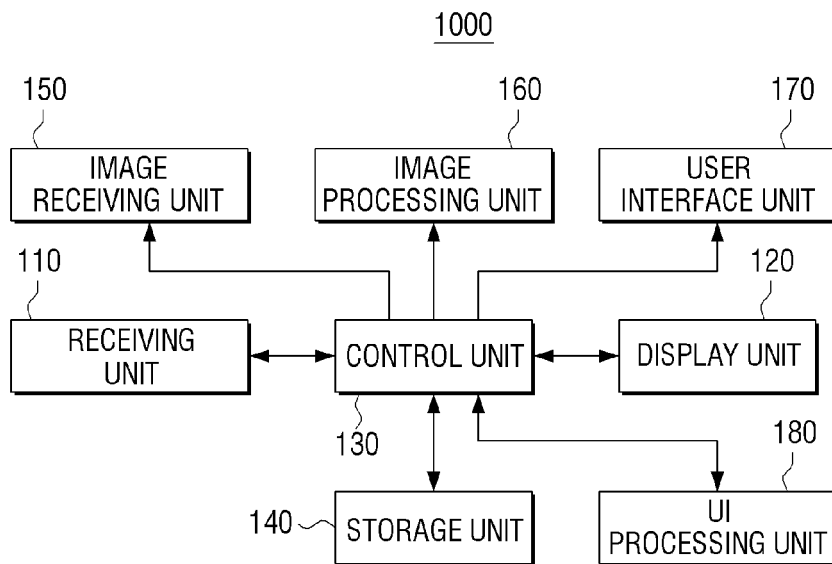 1000
150
160
170
IMAGE
RECEIVING UNIT
IMAGE
PROCESSING UNIT
USER
INTERFACE UNIT
110
120
RECEIVING
UNIT
CONTROL UNIT
DISPLAY UNIT
130
180
140
STORAGE UNIT
UI
PROCESSING UNIT